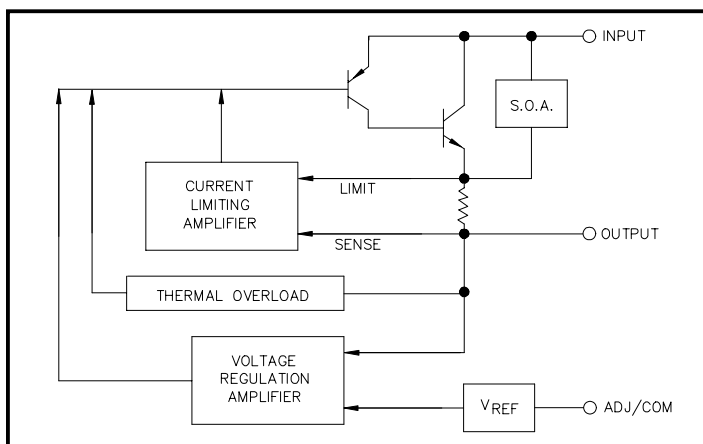 INPUT
S.O.A.
CURRENT
LIMITING
AMPLIFIER
LIMIT
SENSE
OUTPUT
THERMAL OVERLOAD
VOLTAGE
REGULATION
AMPLIFIER
VREF
ADJ/COM